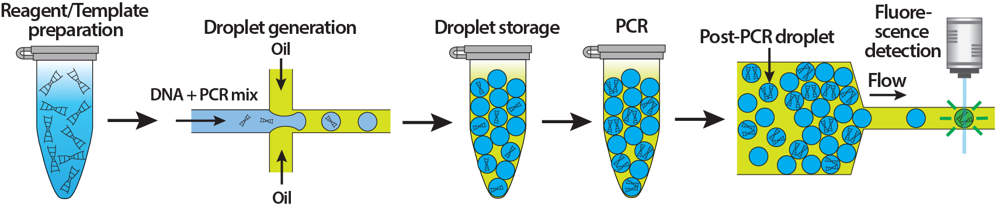 Reagent/Template
preparation
Droplet generation
Oil
DNA + PCR mix
Oil
Droplet storage
PCR
Post-PCR droplet
Fluore-
scence
detection
Flow